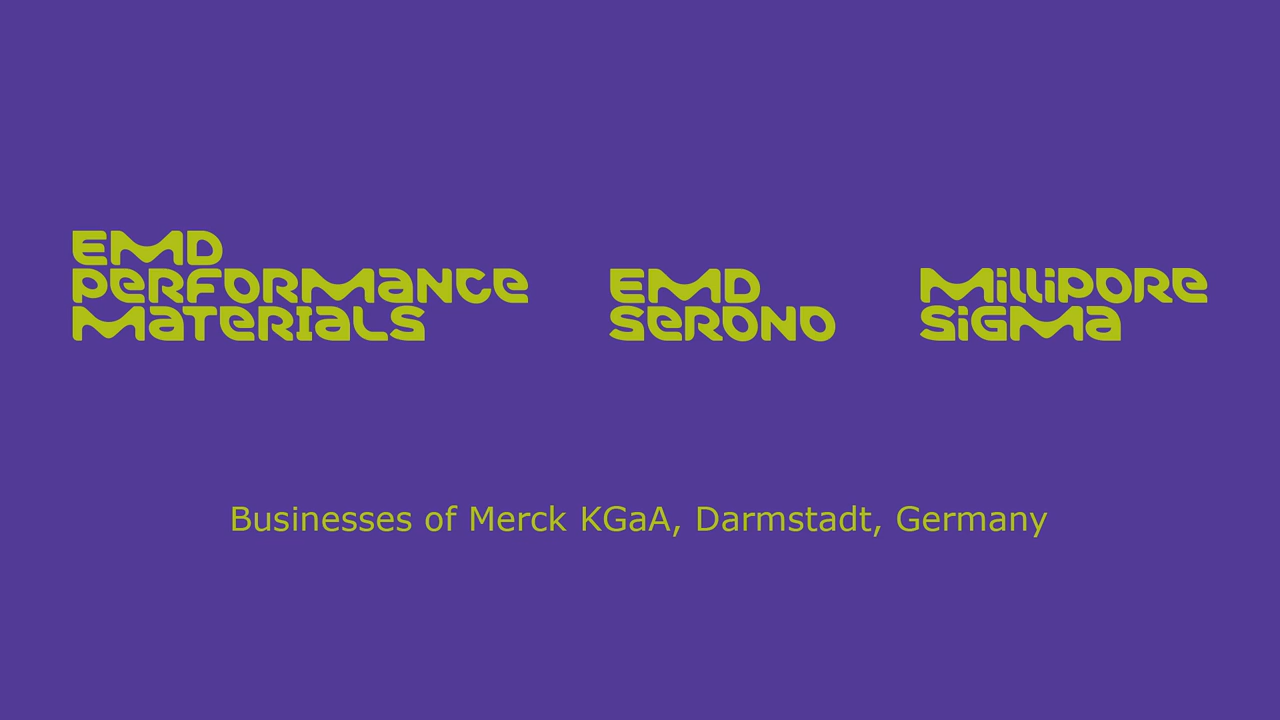 EMD
PERFORMANCE
MATERIALS
EMD
SERONO
MILLIPORE
SIGMA
Businesses of Merck KGaA, Darmstadt, Germany